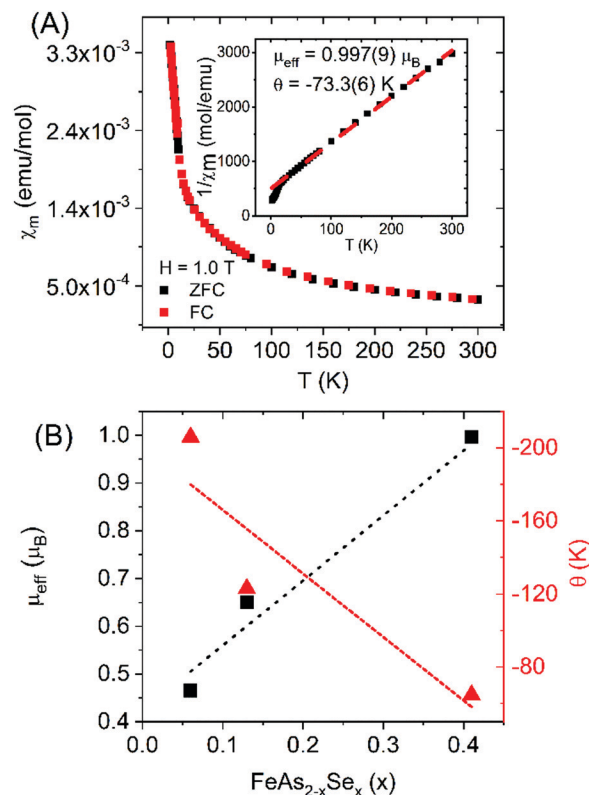 (A)
χm (emu/mol)
3.3x10-3
2.4x10-3
1.4x10-3
5.0x10-4
H = 1.0 T
ZFC
FC
0 50 100 150 200 250 300
T (K)
1/χm (mol/emu)
3000
2000
1000
0
μeff = 0.997(9) μB
θ = -73.3(6) K
0 50 100 150 200 250 300
T (K)
(B)
μeff (μB)
1.0
0.9
0.8
0.7
0.6
0.5
0.4
-200
-160
-120
-80
θ (K)
0.0 0.1 0.2 0.3 0.4
FeAs2-xSex (x)